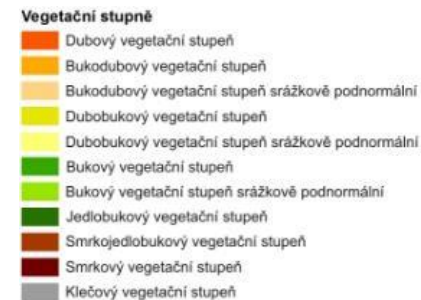 Vegetační stupně
Dubový vegetační stupeň
Bukodubový vegetační stupeň
Bukodubový vegetační stupeň srážkově podnormální
Dubobukový vegetační stupeň
Dubobukový vegetační stupeň srážkově podnormální
Bukový vegetační stupeň
Bukový vegetační stupeň srážkově podnormální
Jedlobukový vegetační stupeň
Smrkojedlobukový vegetační stupeň
Smrkový vegetační stupeň
Klečový vegetační stupeň